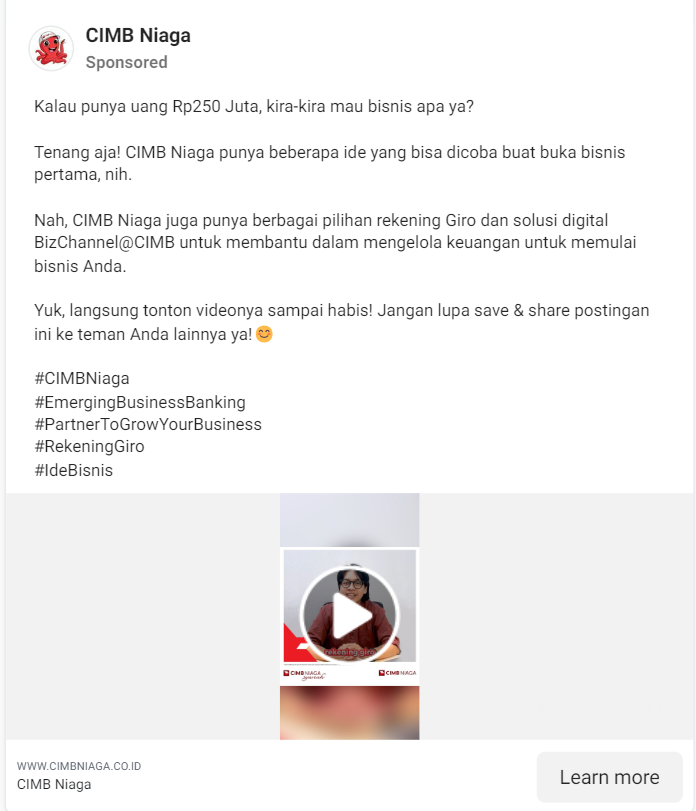 CIMB Niaga
Sponsored
Kalau punya uang Rp250 Juta, kira-kira mau bisnis apa ya?
Tenang aja! CIMB Niaga punya beberapa ide yang bisa dicoba buat buka bisnis
pertama, nih.
Nah, CIMB Niaga juga punya berbagai pilihan rekening Giro dan solusi digital
BizChannel@CIMB untuk membantu dalam mengelola keuangan untuk memulai
bisnis Anda.
Yuk, langsung tonton videonya sampai habis! Jangan lupa save & share postingan
ini ke teman Anda lainnya ya! 😊
#CIMBNiaga
#EmergingBusinessBanking
#PartnerToGrowYourBusiness
#RekeningGiro
#IdeBisnis
rekening giro
CIMB NIAGA syariah
CIMB NIAGA
WWW.CIMBNIAGA.CO.ID
CIMB Niaga
Learn more